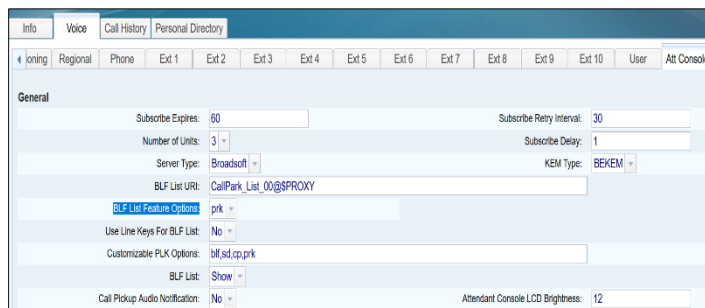 Info Voice Call History Personal Directory
oning Regional Phone Ext 1 Ext 2 Ext 3 Ext 4 Ext 5 Ext 6 Ext 7 Ext 8 Ext 9 Ext 10 User Att Console
General
Subscribe Expires: 60 Subscribe Retry Interval: 30
Number of Units: 3 Subscribe Delay: 1
Server Type: Broadsoft KEM Type: BEKEM
BLF List URI: CallPark_List_00@$PROXY
BLF List Feature Options: prk
Use Line Keys For BLF List: No
Customizable PLK Options: blf,sd,cp,prk
BLF List: Show
Call Pickup Audio Notification: No Attendant Console LCD Brightness: 12